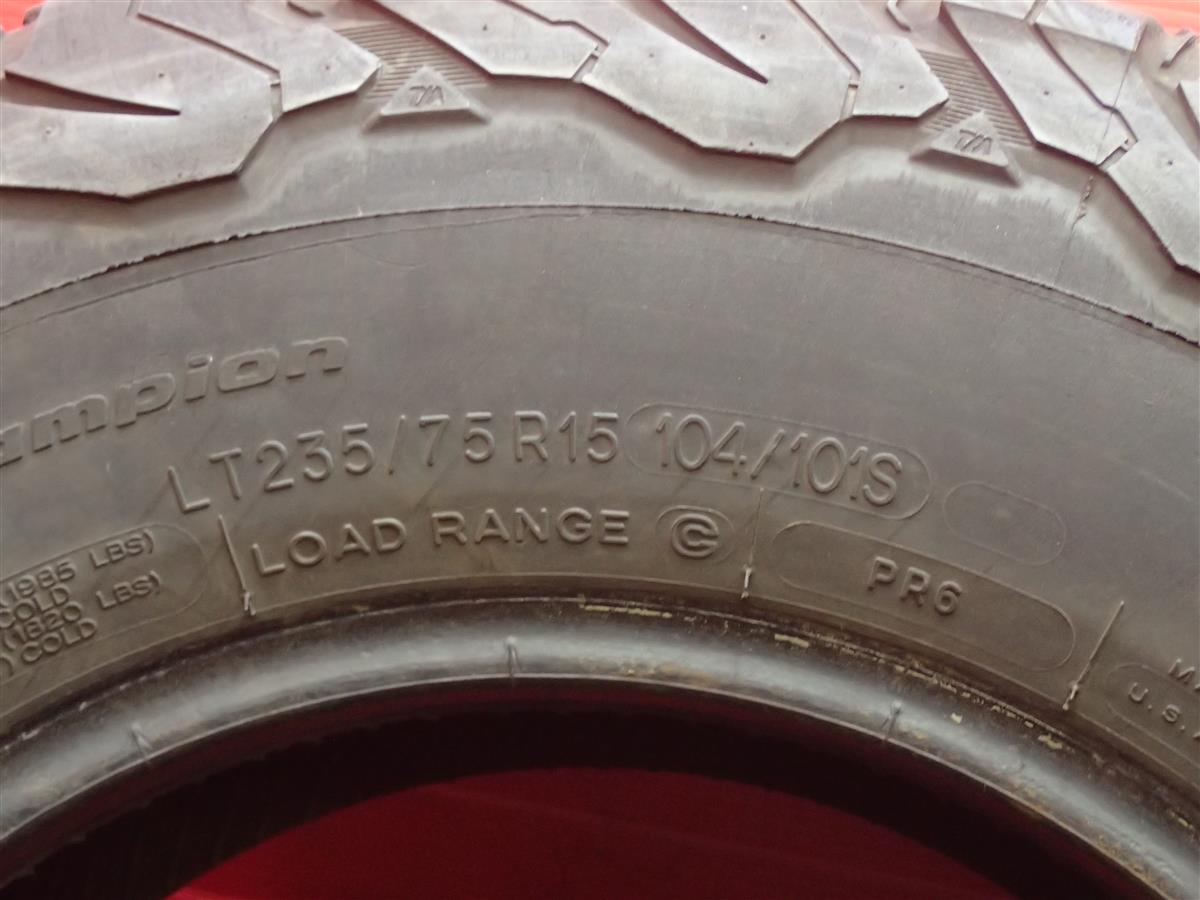 T/A
T/A
ampion
LT235/75R15 104/101S
LOAD RANGE C
PR6
1985 LBS)
COLD
(1820 LBS)
COLD
M
U.S.A